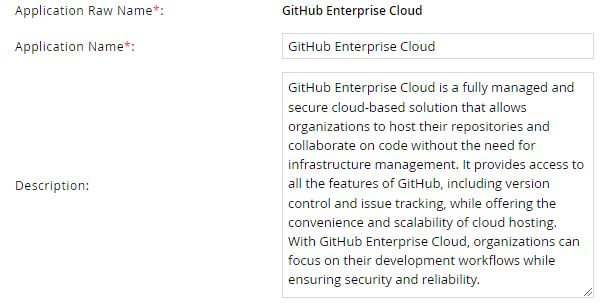 Application Raw Name*: GitHub Enterprise Cloud
Application Name*: GitHub Enterprise Cloud
Description:
GitHub Enterprise Cloud is a fully managed and
secure cloud-based solution that allows
organizations to host their repositories and
collaborate on code without the need for
infrastructure management. It provides access to
all the features of GitHub, including version
control and issue tracking, while offering the
convenience and scalability of cloud hosting.
With GitHub Enterprise Cloud, organizations can
focus on their development workflows while
ensuring security and reliability.